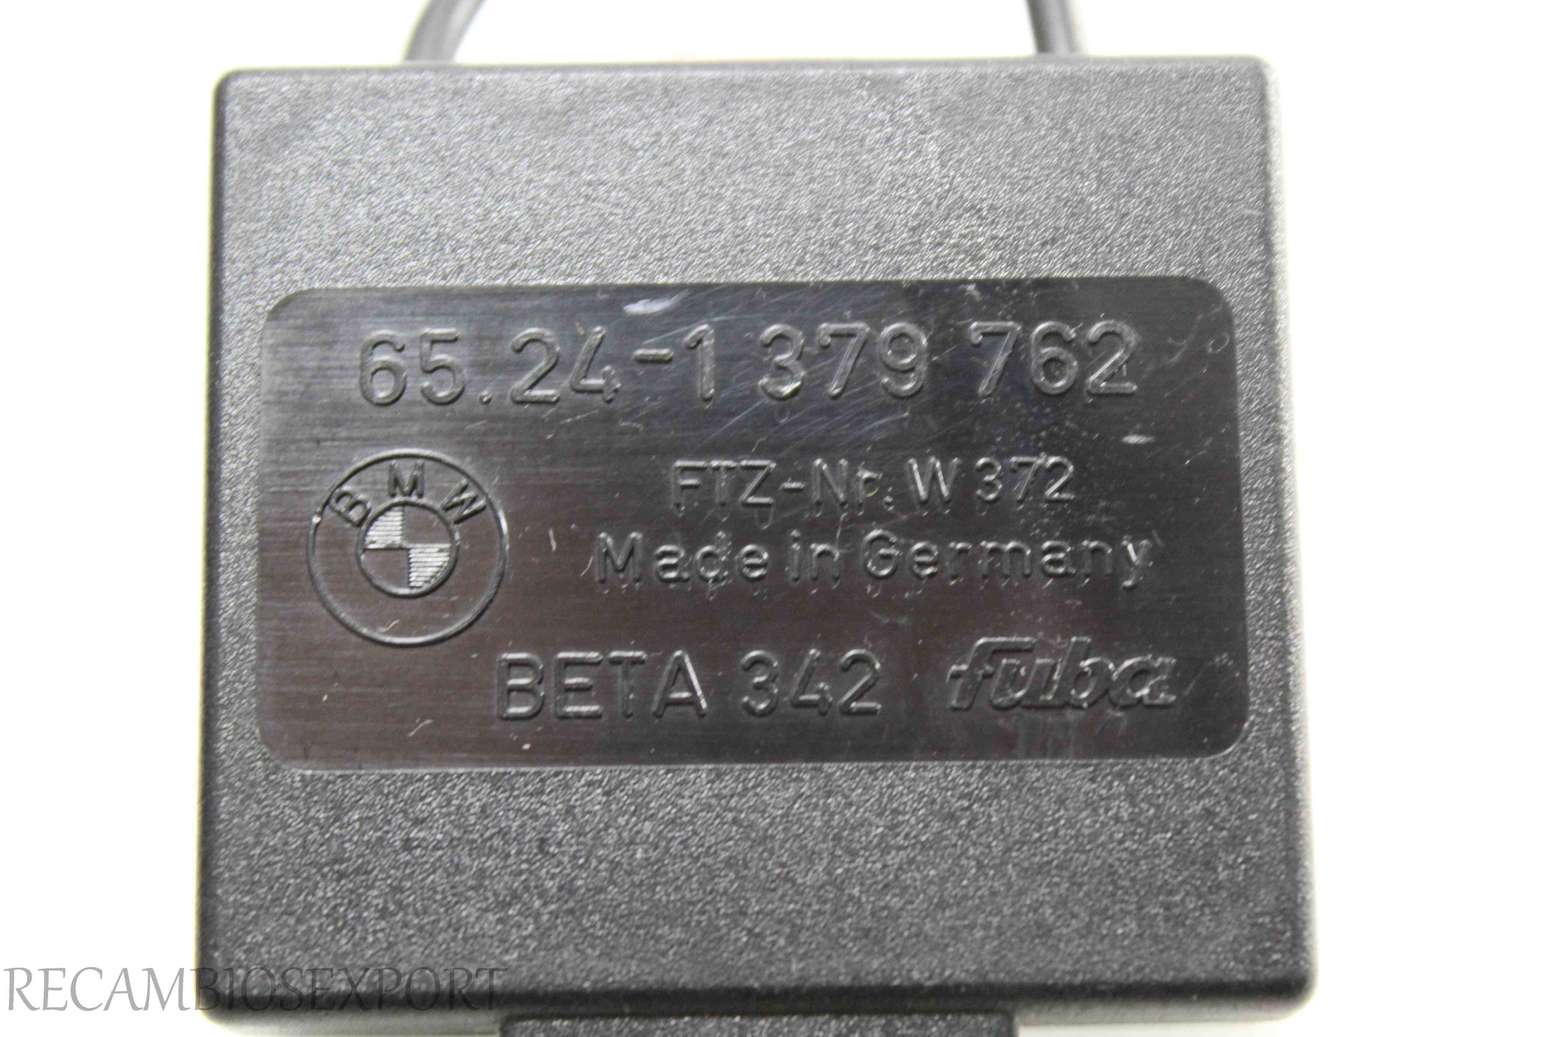 65.24-1 379 762
BMW
FTZ-Nr. W 372
Made in Germany
BETA 342 fuba
RECAMBIOSEXPORT